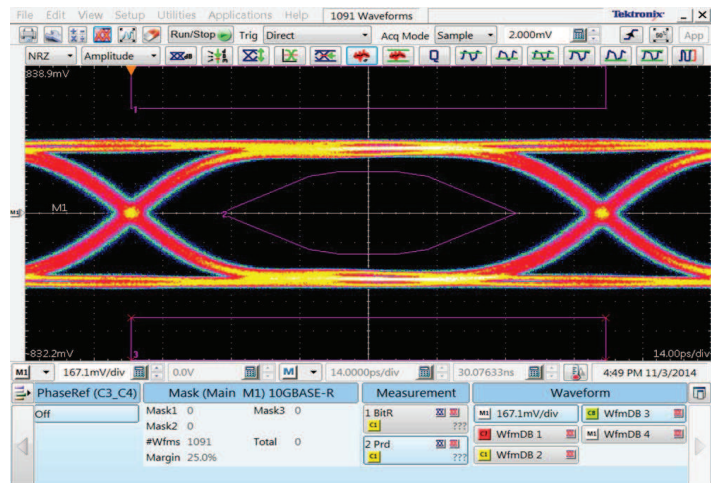 File Edit View Setup Utilities Applications Help 1091 Waveforms Tektronix
Run/Stop Trig Direct Acq Mode Sample 2.000mV 50% App
NRZ Amplitude Q
838.9mV
1
M1 M1 2
-832.2mV 3 14.00ps/div
M1 167.1mV/div 0.0V M 14.0000ps/div 30.07633ns 4:49 PM 11/3/2014
PhaseRef (C3_C4) Mask (Main M1) 10GBASE-R Measurement Waveform
Off Mask1 0 Mask3 0 1 BitR M1 167.1mV/div C8 WfmDB 3
Mask2 0 C1 ??? WfmDB 1 M1 WfmDB 4
#Wfms 1091 Total 0 2 Prd C1 WfmDB 2
Margin 25.0% C1 ???